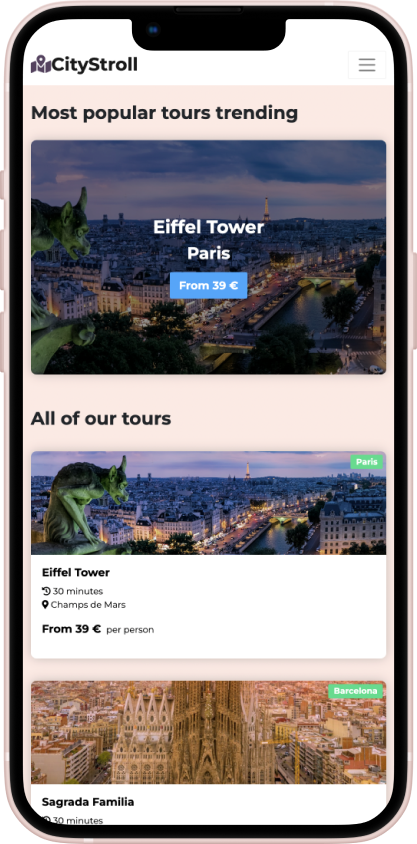 CityStroll
Most popular tours trending
Eiffel Tower
Paris
From 39 €
All of our tours
Paris
Eiffel Tower
30 minutes
Champs de Mars
From 39 € per person
Barcelona
Sagrada Familia
30 minutes